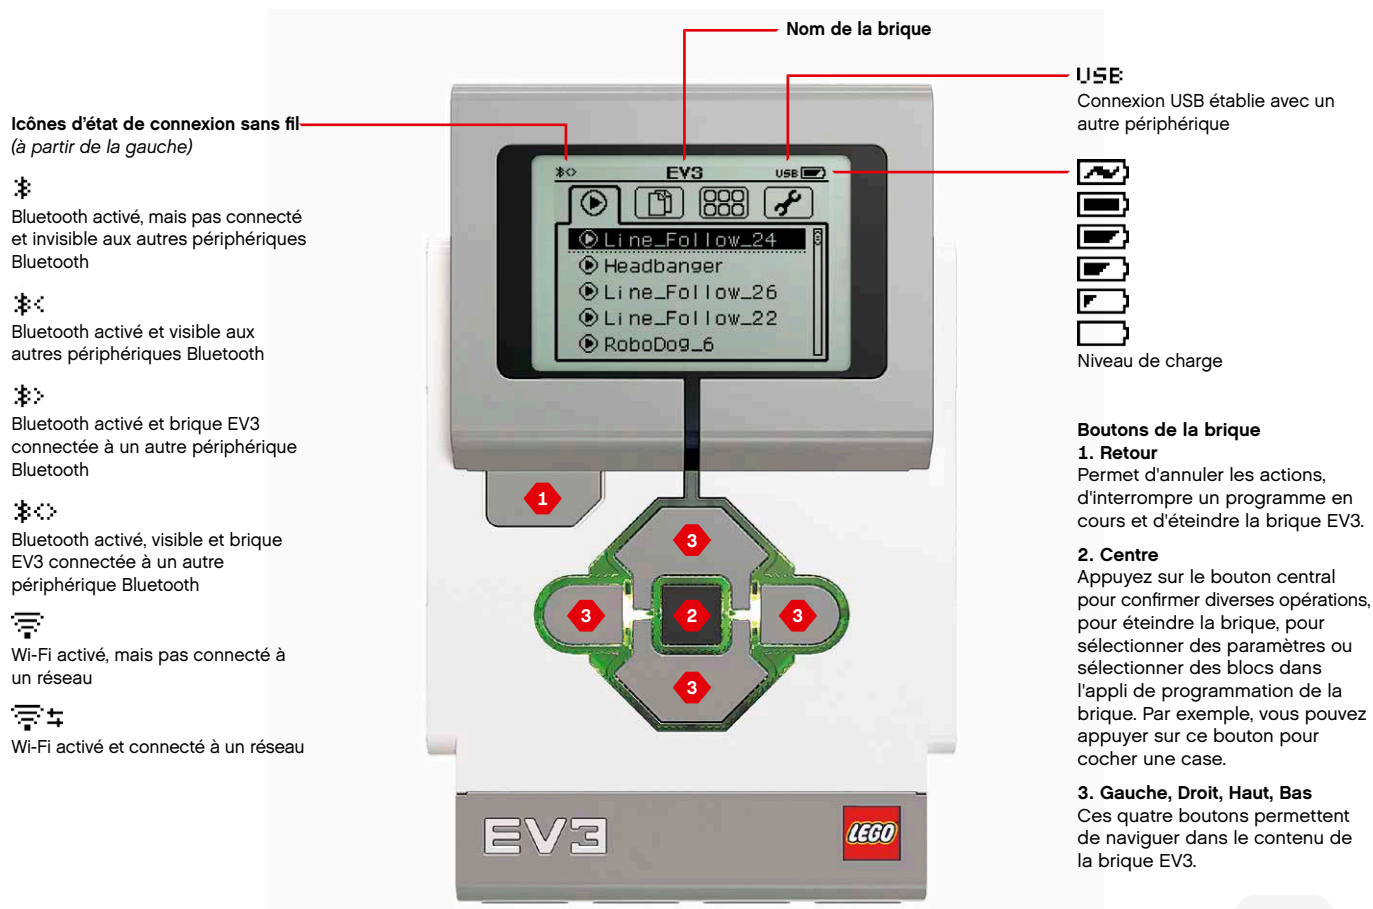 Nom de la brique
Icônes d'état de connexion sans fil
(à partir de la gauche)
Bluetooth activé, mais pas connecté
et invisible aux autres périphériques
Bluetooth
Bluetooth activé et visible aux
autres périphériques Bluetooth
Bluetooth activé et brique EV3
connectée à un autre périphérique
Bluetooth
Bluetooth activé, visible et brique
EV3 connectée à un autre
périphérique Bluetooth
Wi-Fi activé, mais pas connecté à
un réseau
Wi-Fi activé et connecté à un réseau
EV3
USB
Line_Follow_24
Headbanger
Line_Follow_26
Line_Follow_22
RoboDog_6
1
3
3
2
3
3
EV3
LEGO
USB
Connexion USB établie avec un
autre périphérique
Niveau de charge
Boutons de la brique
1. Retour
Permet d'annuler les actions,
d'interrompre un programme en
cours et d'éteindre la brique EV3.
2. Centre
Appuyez sur le bouton central
pour confirmer diverses opérations,
pour éteindre la brique, pour
sélectionner des paramètres ou
sélectionner des blocs dans
l'appli de programmation de la
brique. Par exemple, vous pouvez
appuyer sur ce bouton pour
cocher une case.
3. Gauche, Droit, Haut, Bas
Ces quatre boutons permettent
de naviguer dans le contenu de
la brique EV3.